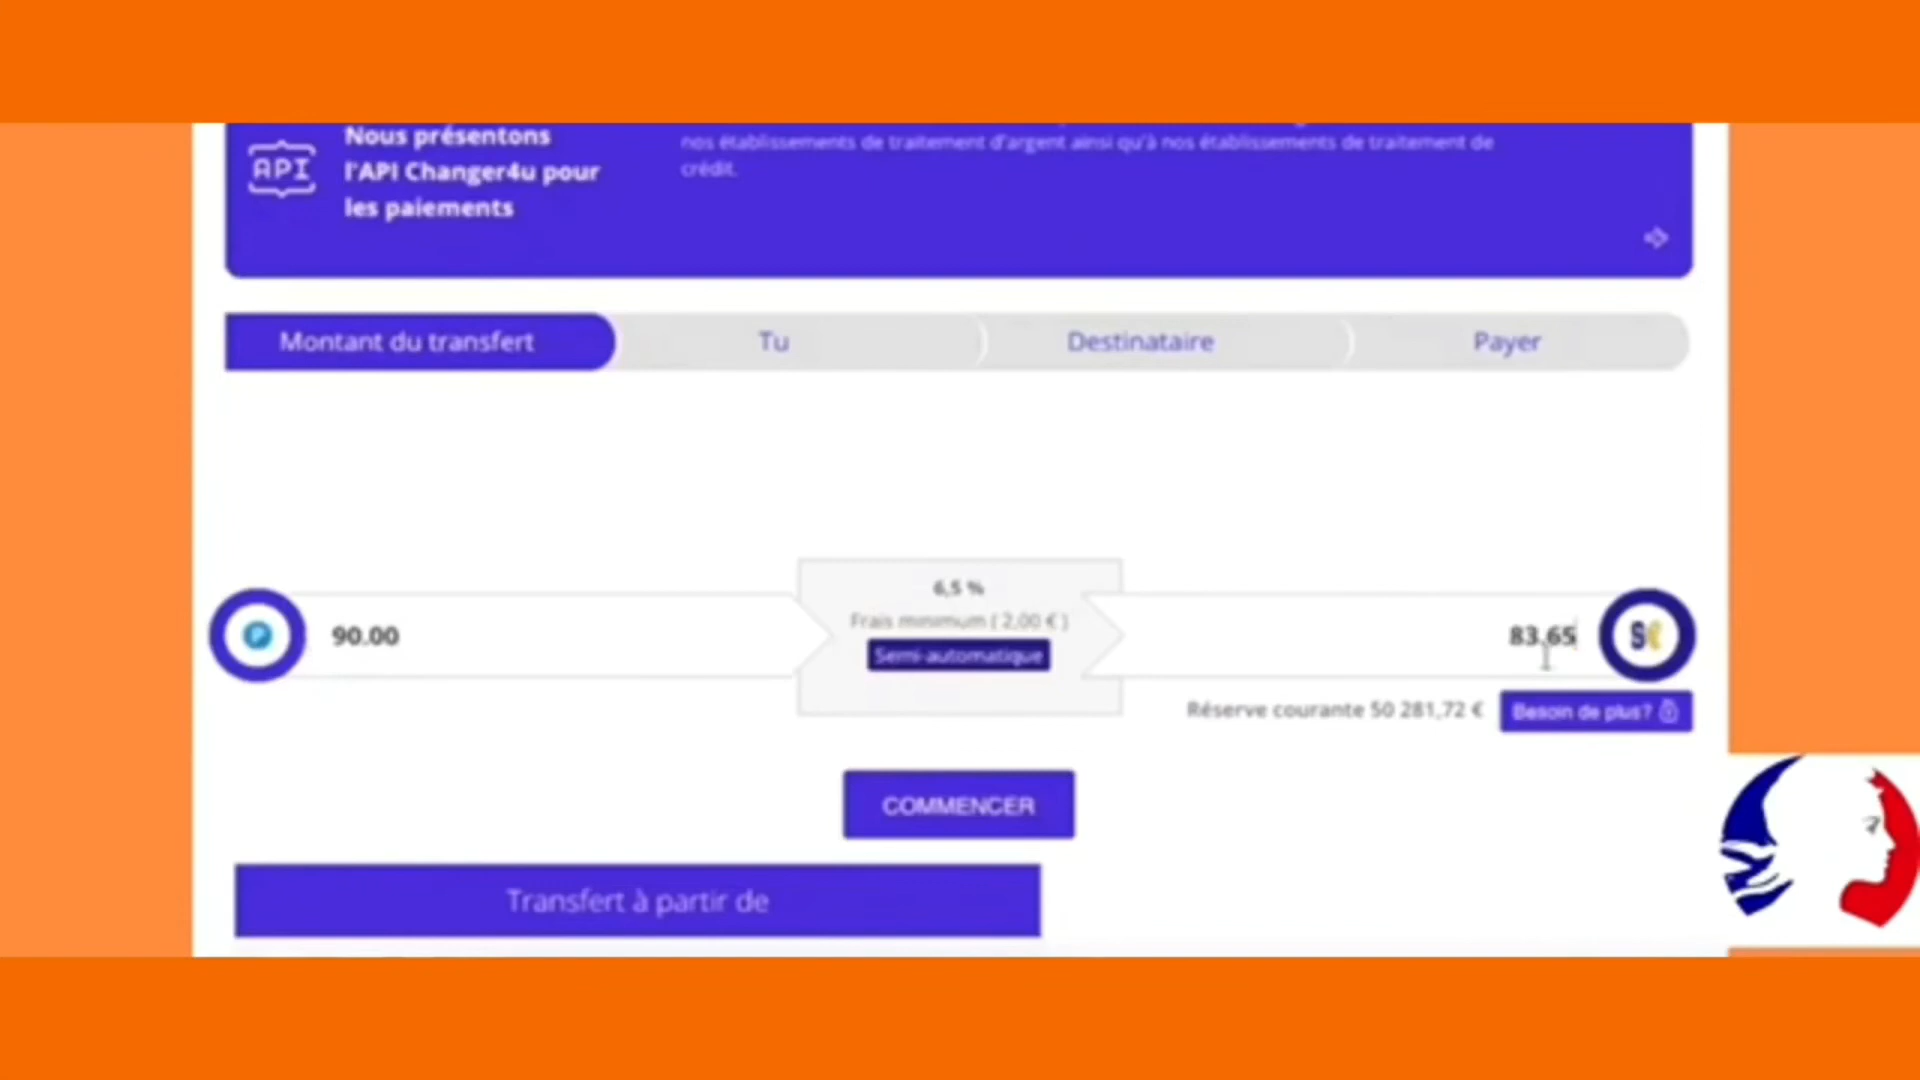 Nous présentons
l'API Changer4u pour
les paiements
API
nos établissements de traitement d'argent ainsi qu'à nos établissements de traitement de
crédit.
Montant du transfert
Tu
Destinataire
Payer
6,5 %
Frais minimum ( 2,00 € )
Semi-automatique
P
90.00
83.65
$€
Réserve courante 50 281,72 €
Besoin de plus?
COMMENCER
Transfert à partir de